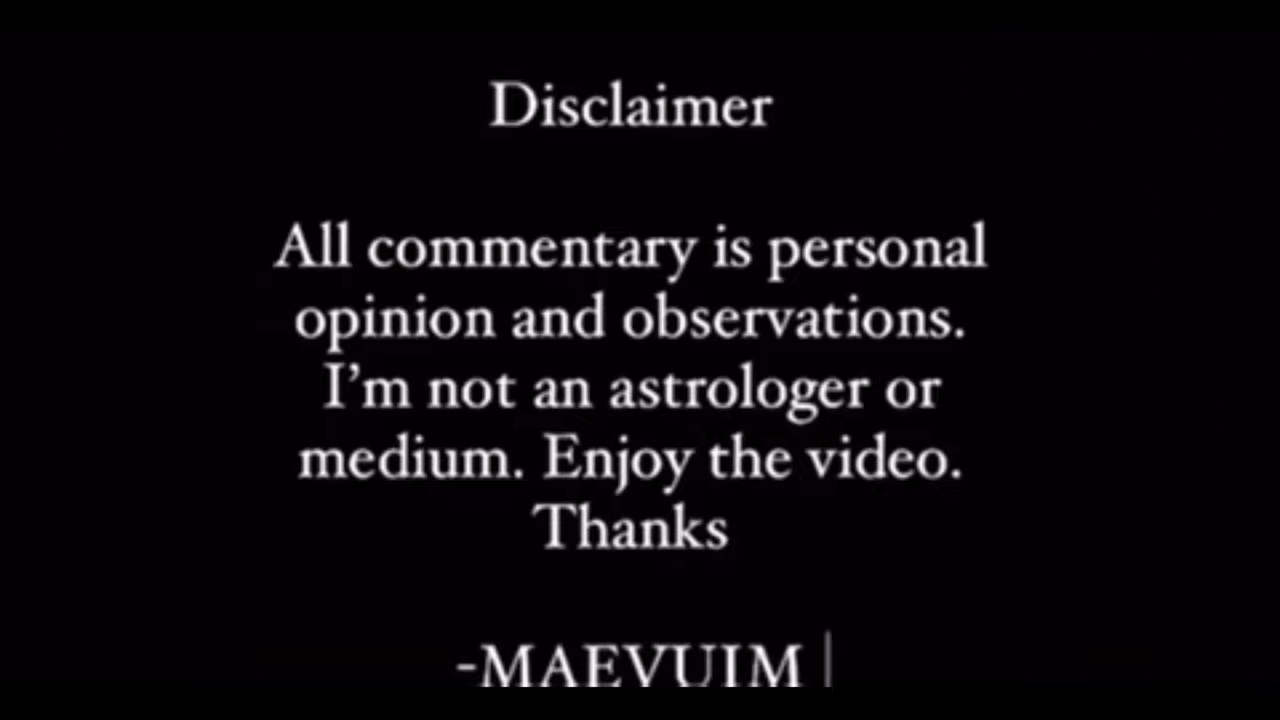 Disclaimer
All commentary is personal
opinion and observations.
I'm not an astrologer or
medium. Enjoy the video.
Thanks
-MAEVUIM